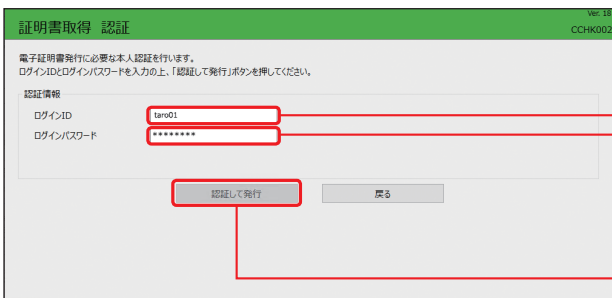 Ver. 18
証明書取得 認証
CCHK002
電子証明書発行に必要な本人認証を行います。
ログインIDとログインパスワードを入力の上、「認証して発行」ボタンを押してください。
認証情報
ログインID taro01
ログインパスワード ********
認証して発行 戻る